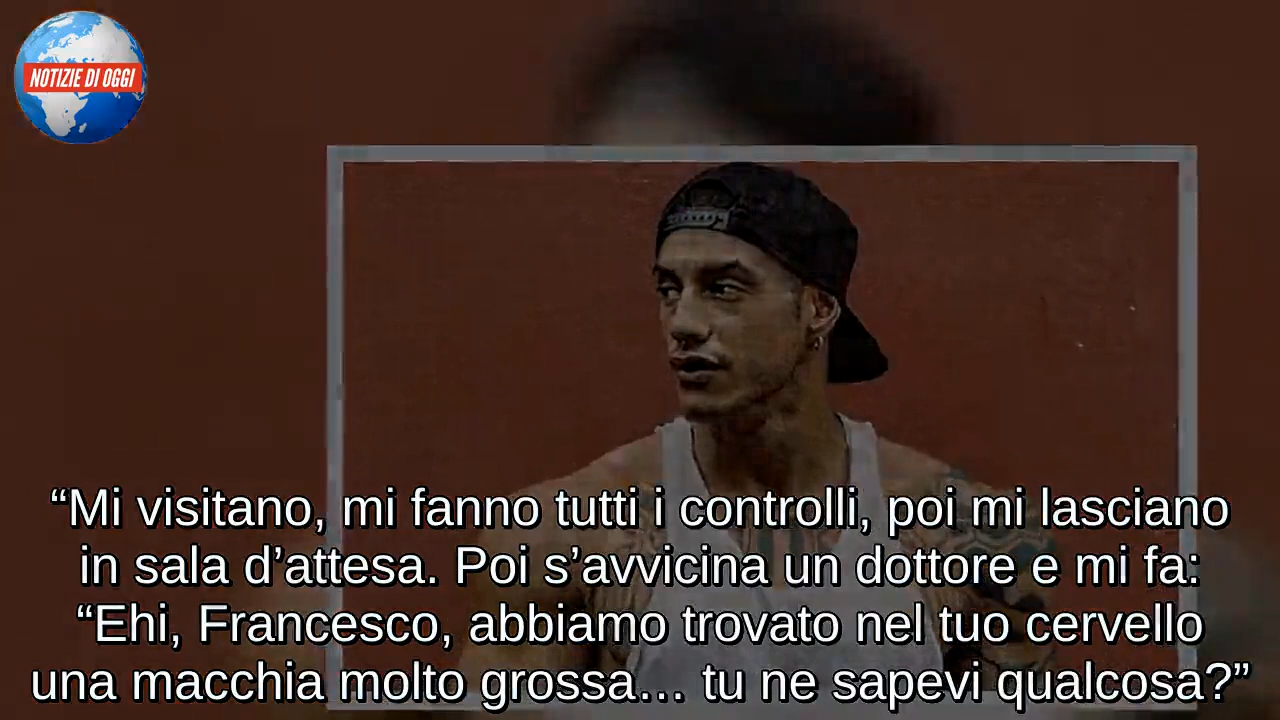 NOTIZIE DI OGGI
“Mi visitano, mi fanno tutti i controlli, poi mi lasciano
in sala d’attesa. Poi s’avvicina un dottore e mi fa:
“Ehi, Francesco, abbiamo trovato nel tuo cervello
una macchia molto grossa… tu ne sapevi qualcosa?”